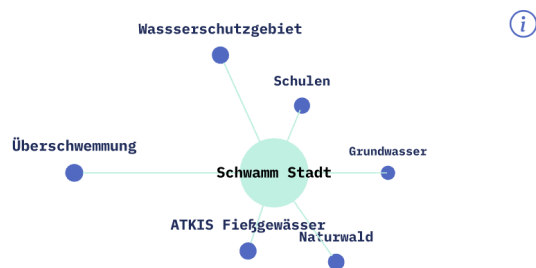 Wassserschutzgebiet
i
Schulen
Überschwemmung
Grundwasser
Schwamm Stadt
ATKIS Fießgewässer
Naturwald